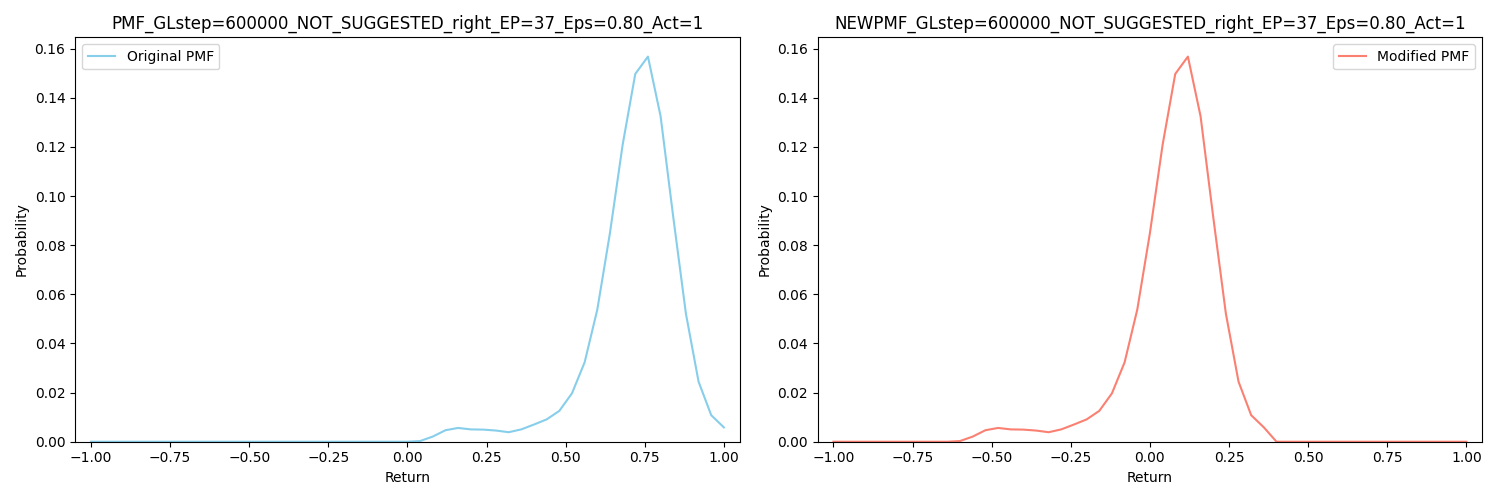 PMF_GLstep=600000_NOT_SUGGESTED_right_EP=37_Eps=0.80_Act=1
Original PMF
0.16
0.14
0.12
0.10
0.08
0.06
0.04
0.02
0.00
Probability
−1.00 −0.75 −0.50 −0.25 0.00 0.25 0.50 0.75 1.00
Return
NEWPMF_GLstep=600000_NOT_SUGGESTED_right_EP=37_Eps=0.80_Act=1
Modified PMF
0.16
0.14
0.12
0.10
0.08
0.06
0.04
0.02
0.00
Probability
−1.00 −0.75 −0.50 −0.25 0.00 0.25 0.50 0.75 1.00
Return